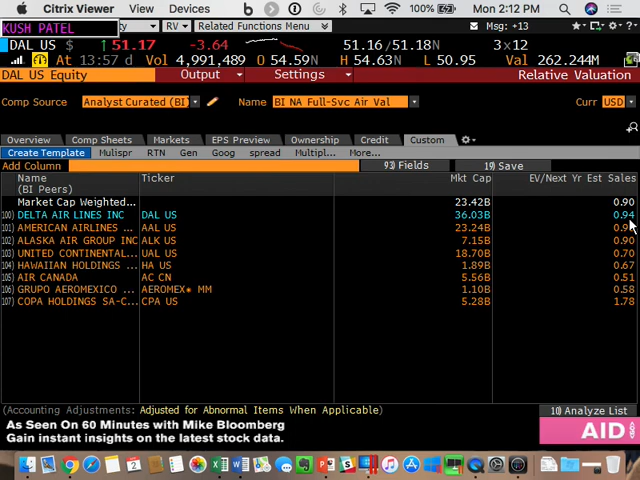 Citrix Viewer View Devices 100% Mon 2:12 PM
KUSH PATEL
RV Related Functions Menu Msg: +13
DAL US $ ↑ 51.17 -3.64 51.16/51.18N 3×12
At 13:57 d Vol 4,991,489 O 54.59N H 54.63N L 50.95 Val 262.244M
DAL US Equity Output Settings Relative Valuation
Comp Source Analyst Curated (BI) Name BI NA Full-Svc Air Val Curr USD
Overview Comp Sheets Markets EPS Preview Ownership Credit Custom
Create Template Mulispr RTN Gen Goog spread Multipl... More...
Add Column 93) Fields 19) Save
Name Ticker Mkt Cap EV/Next Yr Est Sales
(BI Peers)
Market Cap Weighted... 23.42B 0.90
100) DELTA AIR LINES INC DAL US 36.03B 0.94
101) AMERICAN AIRLINES ... AAL US 23.24B
102) ALASKA AIR GROUP INC ALK US 7.15B 0.90
103) UNITED CONTINENTAL... UAL US 18.70B 0.70
104) HAWAIIAN HOLDINGS ... HA US 1.89B 0.67
105) AIR CANADA AC CN 5.56B 0.51
106) GRUPO AEROMEXICO ... AEROMEX* MM 1.10B 0.58
107) COPA HOLDINGS SA-C... CPA US 5.28B 1.78
(Accounting Adjustments: Adjusted for Abnormal Items When Applicable) 10) Analyze List
As Seen On 60 Minutes with Mike Bloomberg
Gain instant insights on the latest stock data.
AID